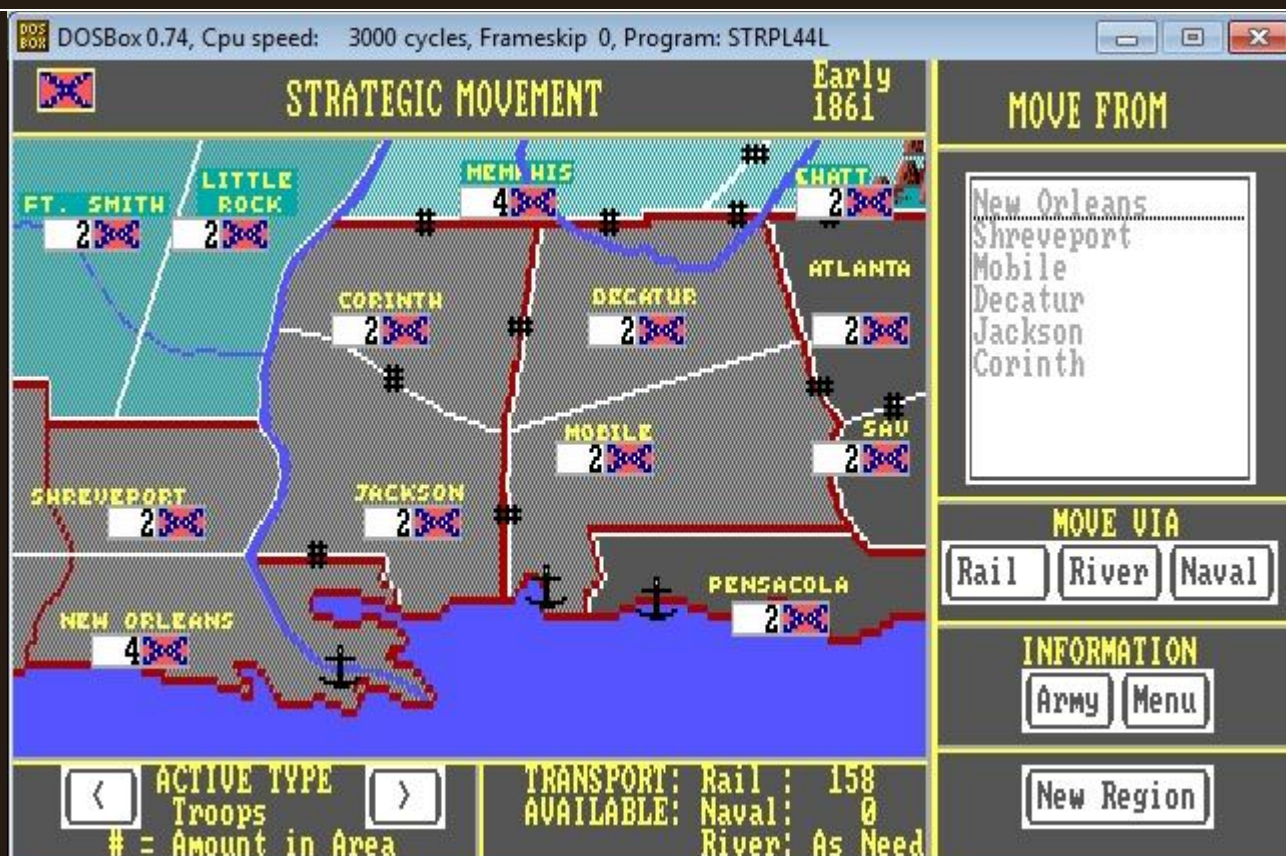 DOSBox 0.74, Cpu speed: 3000 cycles, Frameskip 0, Program: STRPL44L
STRATEGIC MOVEMENT
Early
1861
FT. SMITH
2
LITTLE
ROCK
2
MEMPHIS
4
CHATT
2
CORINTH
2
DECATUR
2
ATLANTA
2
MOBILE
2
SAV
2
SHREVEPORT
2
JACKSON
2
NEW ORLEANS
4
PENSACOLA
2
MOVE FROM
New Orleans
Shreveport
Mobile
Decatur
Jackson
Corinth
MOVE VIA
Rail River Naval
INFORMATION
Army Menu
New Region
< ACTIVE TYPE >
Troops
# = Amount in Area
TRANSPORT: Rail : 158
AVAILABLE: Naval: 0
River: As Need